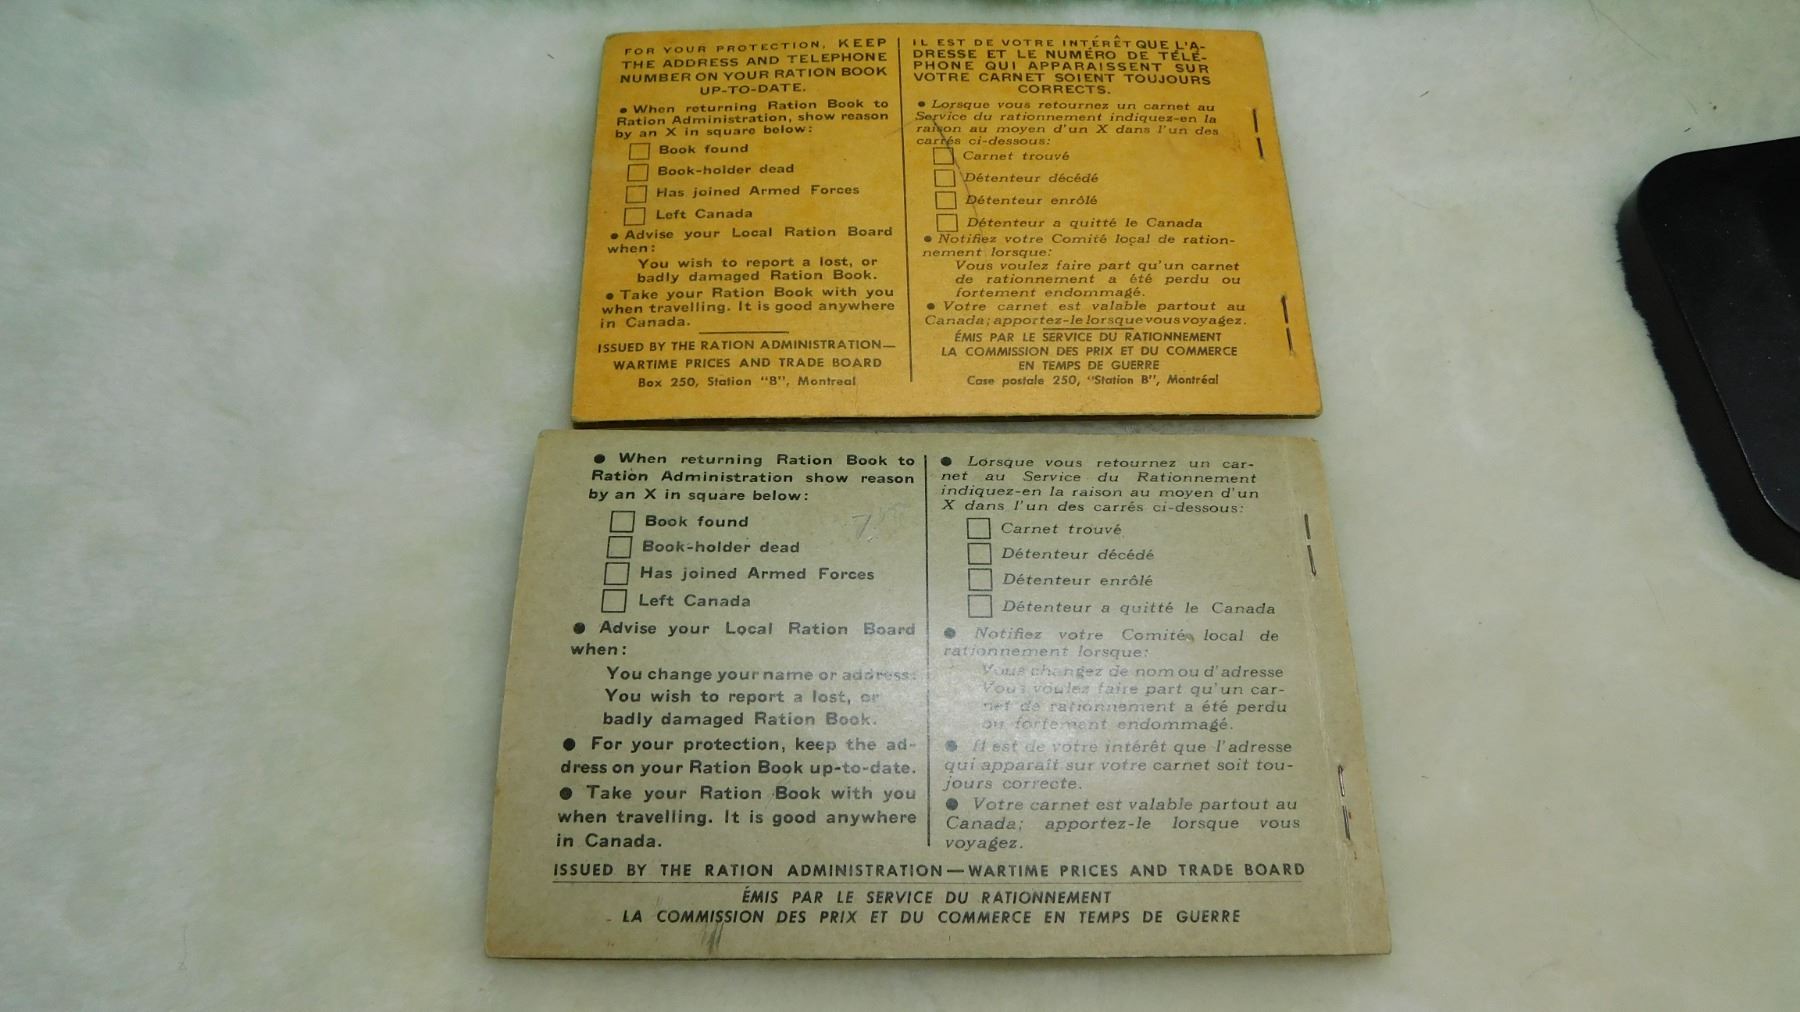 FOR YOUR PROTECTION, KEEP
THE ADDRESS AND TELEPHONE
NUMBER ON YOUR RATION BOOK
UP-TO-DATE.
● When returning Ration Book to
Ration Administration, show reason
by an X in square below:
Book found
Book-holder dead
Has joined Armed Forces
Left Canada
● Advise your Local Ration Board
when:
You wish to report a lost, or
badly damaged Ration Book.
● Take your Ration Book with you
when travelling. It is good anywhere
in Canada.
ISSUED BY THE RATION ADMINISTRATION—
WARTIME PRICES AND TRADE BOARD
Box 250, Station "B", Montreal
IL EST DE VOTRE INTÉRÊT QUE L'A-
DRESSE ET LE NUMÉRO DE TÉLÉ-
PHONE QUI APPARAISSENT SUR
VOTRE CARNET SOIENT TOUJOURS
CORRECTS.
● Lorsque vous retournez un carnet au
Service du rationnement indiquez-en la
raison au moyen d'un X dans l'un des
carrés ci-dessous:
Carnet trouvé
Détenteur décédé
Détenteur enrôlé
Détenteur a quitté le Canada
● Notifiez votre Comité local de ration-
nement lorsque:
Vous voulez faire part qu'un carnet
de rationnement a été perdu ou
fortement endommagé.
● Votre carnet est valable partout au
Canada; apportez-le lorsque vous voyagez.
ÉMIS PAR LE SERVICE DU RATIONNEMENT
LA COMMISSION DES PRIX ET DU COMMERCE
EN TEMPS DE GUERRE
Case postale 250, "Station B", Montréal
● When returning Ration Book to
Ration Administration show reason
by an X in square below:
Book found
Book-holder dead
Has joined Armed Forces
Left Canada
● Advise your Local Ration Board
when:
You change your name or address.
You wish to report a lost, or
badly damaged Ration Book.
● For your protection, keep the ad-
dress on your Ration Book up-to-date.
● Take your Ration Book with you
when travelling. It is good anywhere
in Canada.
● Lorsque vous retournez un car-
net au Service du Rationnement
indiquez-en la raison au moyen d'un
X dans l'un des carrés ci-dessous:
Carnet trouvé
Détenteur décédé
Détenteur enrôlé
Détenteur a quitté le Canada
● Notifiez votre Comité local de
rationnement lorsque:
Vous changez de nom ou d'adresse
Vous voulez faire part qu'un car-
net de rationnement a été perdu
ou fortement endommagé.
● Il est de votre intérêt que l'adresse
qui apparaît sur votre carnet soit tou-
jours correcte.
● Votre carnet est valable partout au
Canada; apportez-le lorsque vous
voyagez.
ISSUED BY THE RATION ADMINISTRATION—WARTIME PRICES AND TRADE BOARD
ÉMIS PAR LE SERVICE DU RATIONNEMENT
LA COMMISSION DES PRIX ET DU COMMERCE EN TEMPS DE GUERRE